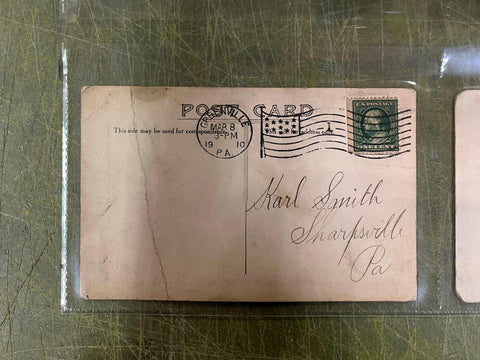 POST CARD
This side may be used for correspondence.
GREENVILLE
MAR 8
3-PM
19 10
PA.
U.S. POSTAGE
ONE CENT
Karl Smith
Sharpsville
Pa